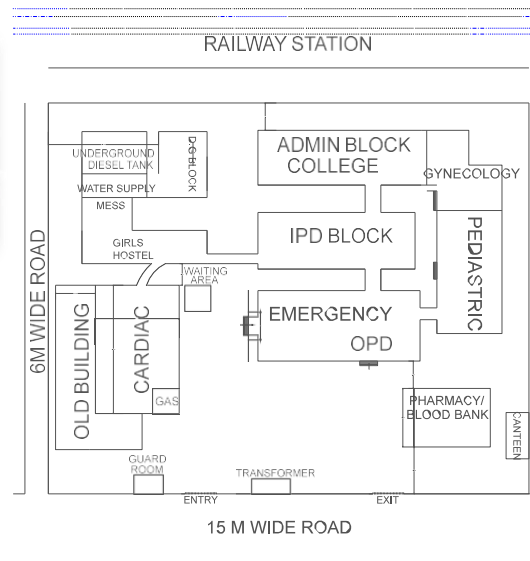 RAILWAY STATION
ADMIN BLOCK
COLLEGE
UNDERGROUND
DIESEL TANK
D.G BLOCK
GYNECOLOGY
WATER SUPPLY
MESS
IPD BLOCK
PEDIASTRIC
GIRLS
HOSTEL
WAITING
AREA
6M WIDE ROAD
OLD BUILDING
CARDIAC
EMERGENCY
OPD
GAS
PHARMACY/
BLOOD BANK
CANTEEN
GUARD
ROOM
TRANSFORMER
ENTRY
EXIT
15 M WIDE ROAD